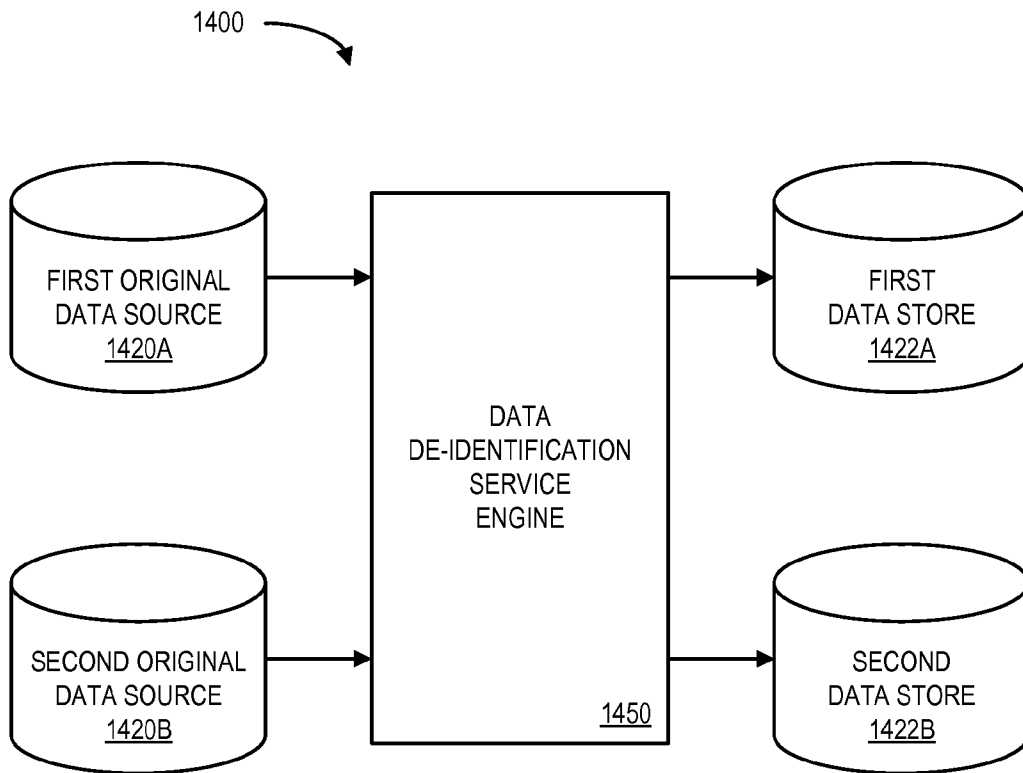 1400
FIRST ORIGINAL
DATA SOURCE
1420A
FIRST
DATA STORE
1422A
DATA
DE-IDENTIFICATION
SERVICE
ENGINE
1450
SECOND ORIGINAL
DATA SOURCE
1420B
SECOND
DATA STORE
1422B